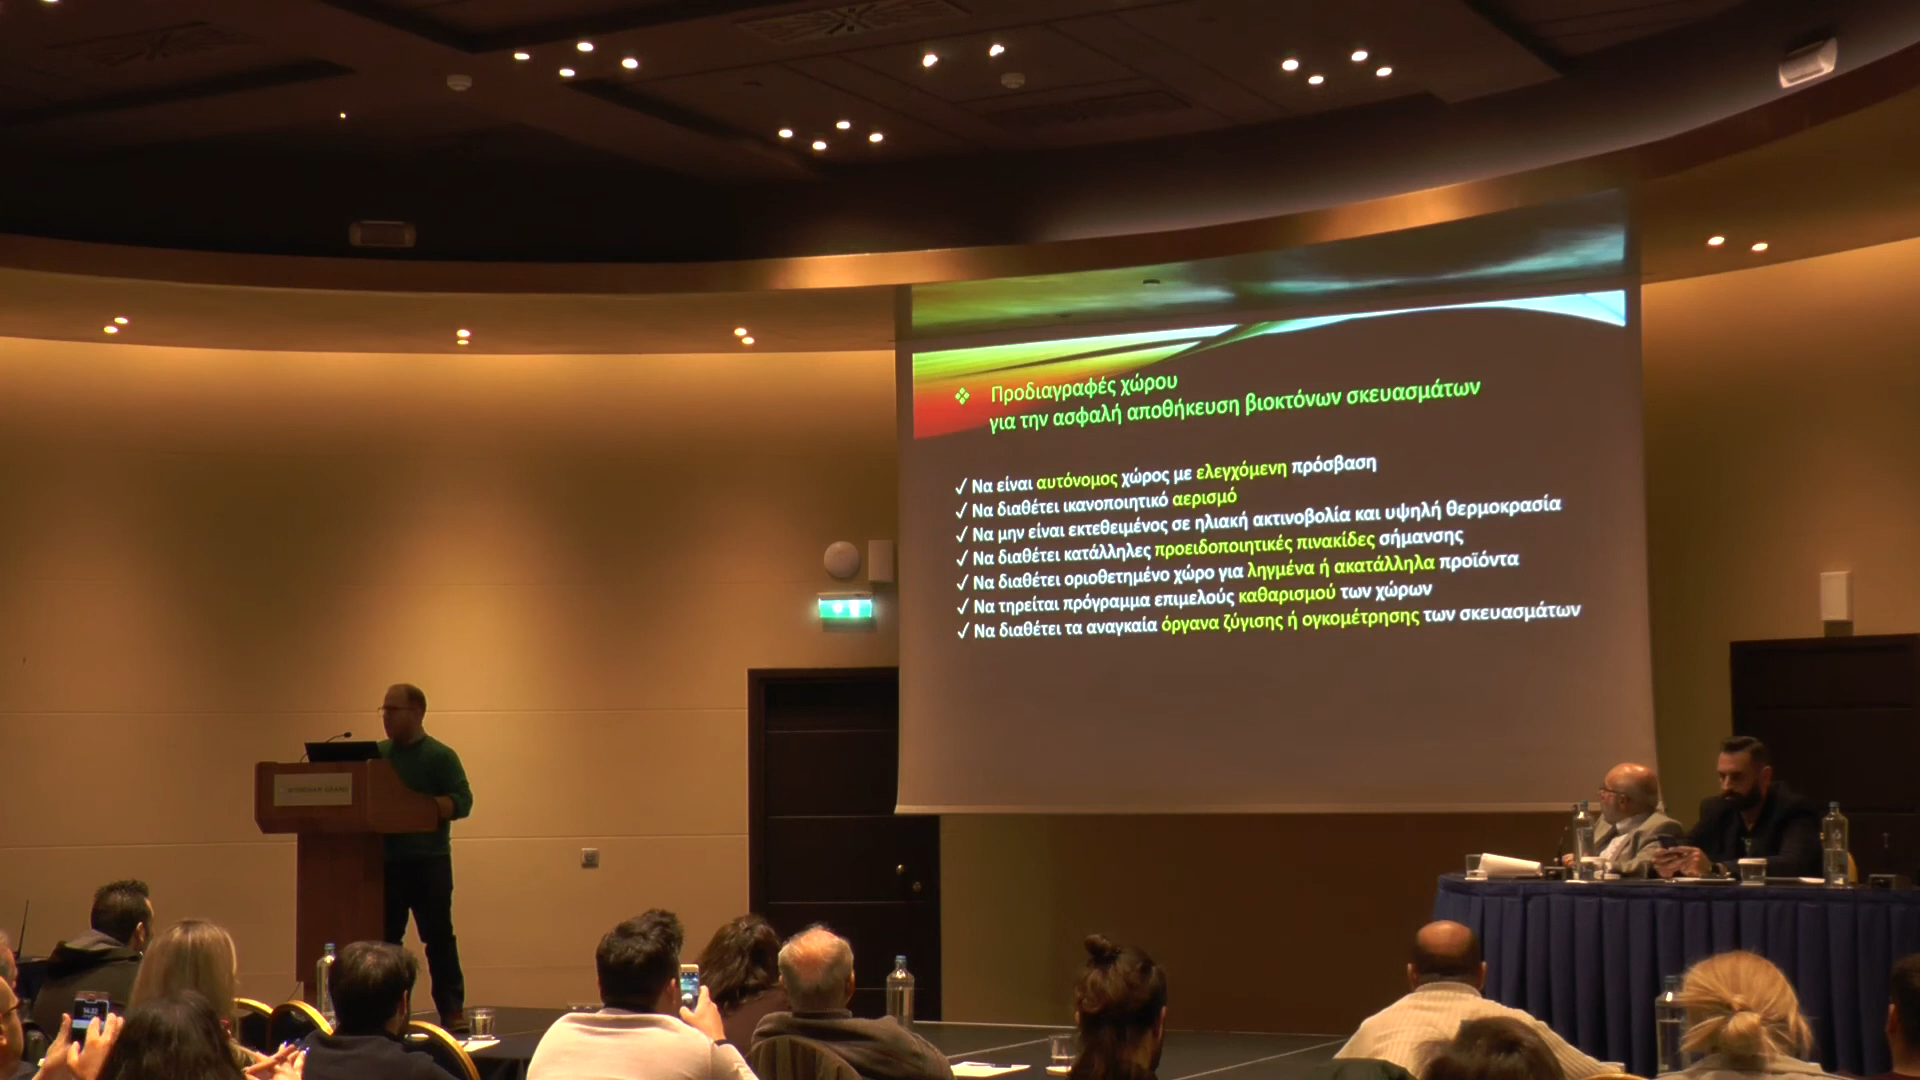 ❖ Προδιαγραφές χώρου
για την ασφαλή αποθήκευση βιοκτόνων σκευασμάτων
✓ Να είναι αυτόνομος χώρος με ελεγχόμενη πρόσβαση
✓ Να διαθέτει ικανοποιητικό αερισμό
✓ Να μην είναι εκτεθειμένος σε ηλιακή ακτινοβολία και υψηλή θερμοκρασία
✓ Να διαθέτει κατάλληλες προειδοποιητικές πινακίδες σήμανσης
✓ Να διαθέτει οριοθετημένο χώρο για ληγμένα ή ακατάλληλα προϊόντα
✓ Να τηρείται πρόγραμμα επιμελούς καθαρισμού των χώρων
✓ Να διαθέτει τα αναγκαία όργανα ζύγισης ή ογκομέτρησης των σκευασμάτων